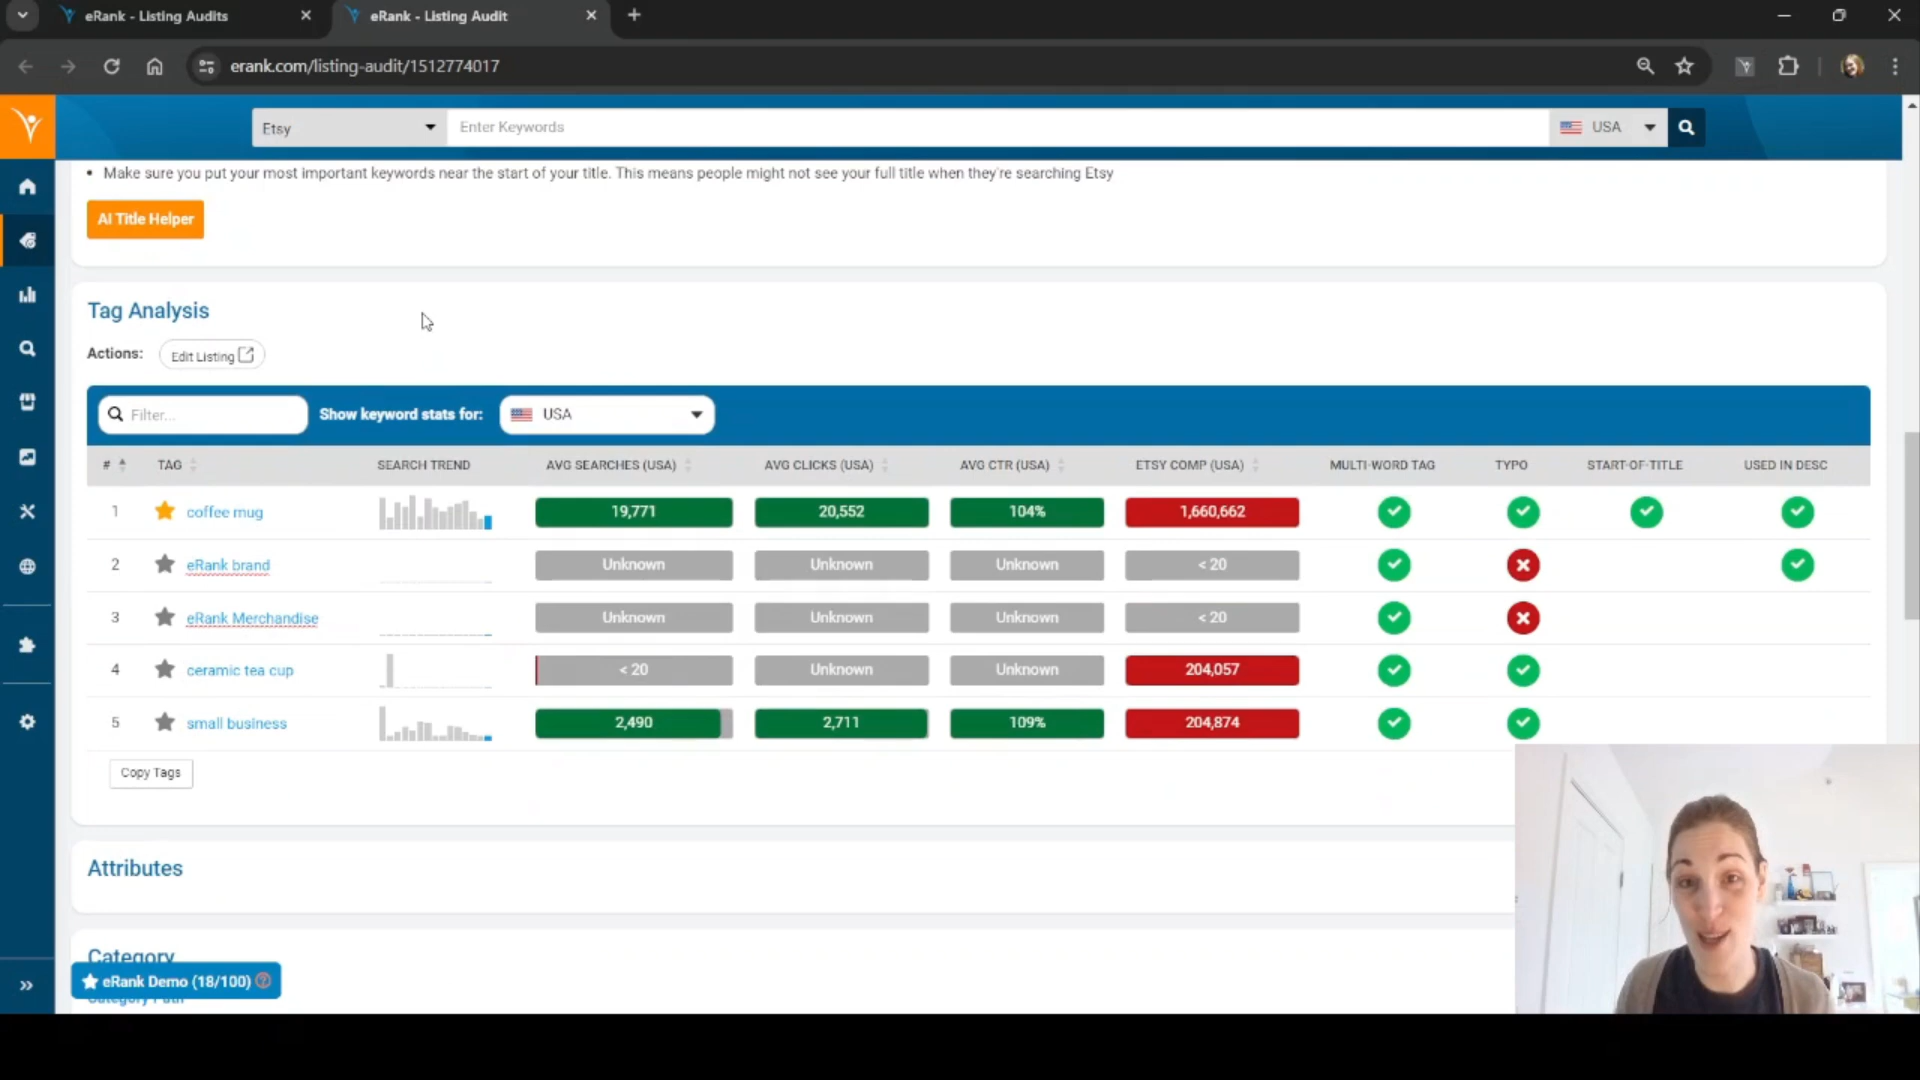 eRank - Listing Audits
eRank - Listing Audit
erank.com/listing-audit/1512774017
Etsy
Enter Keywords
USA
• Make sure you put your most important keywords near the start of your title. This means people might not see your full title when they're searching Etsy
AI Title Helper
Tag Analysis
Actions: Edit Listing
Filter... Show keyword stats for: USA
# TAG SEARCH TREND AVG SEARCHES (USA) AVG CLICKS (USA) AVG CTR (USA) ETSY COMP (USA) MULTI-WORD TAG TYPO START-OF-TITLE USED IN DESC
1 coffee mug 19,771 20,552 104% 1,660,662
2 eRank brand Unknown Unknown Unknown < 20
3 eRank Merchandise Unknown Unknown Unknown < 20
4 ceramic tea cup < 20 Unknown Unknown 204,057
5 small business 2,490 2,711 109% 204,874
Copy Tags
Attributes
Category
eRank Demo (18/100) ?
Category Path